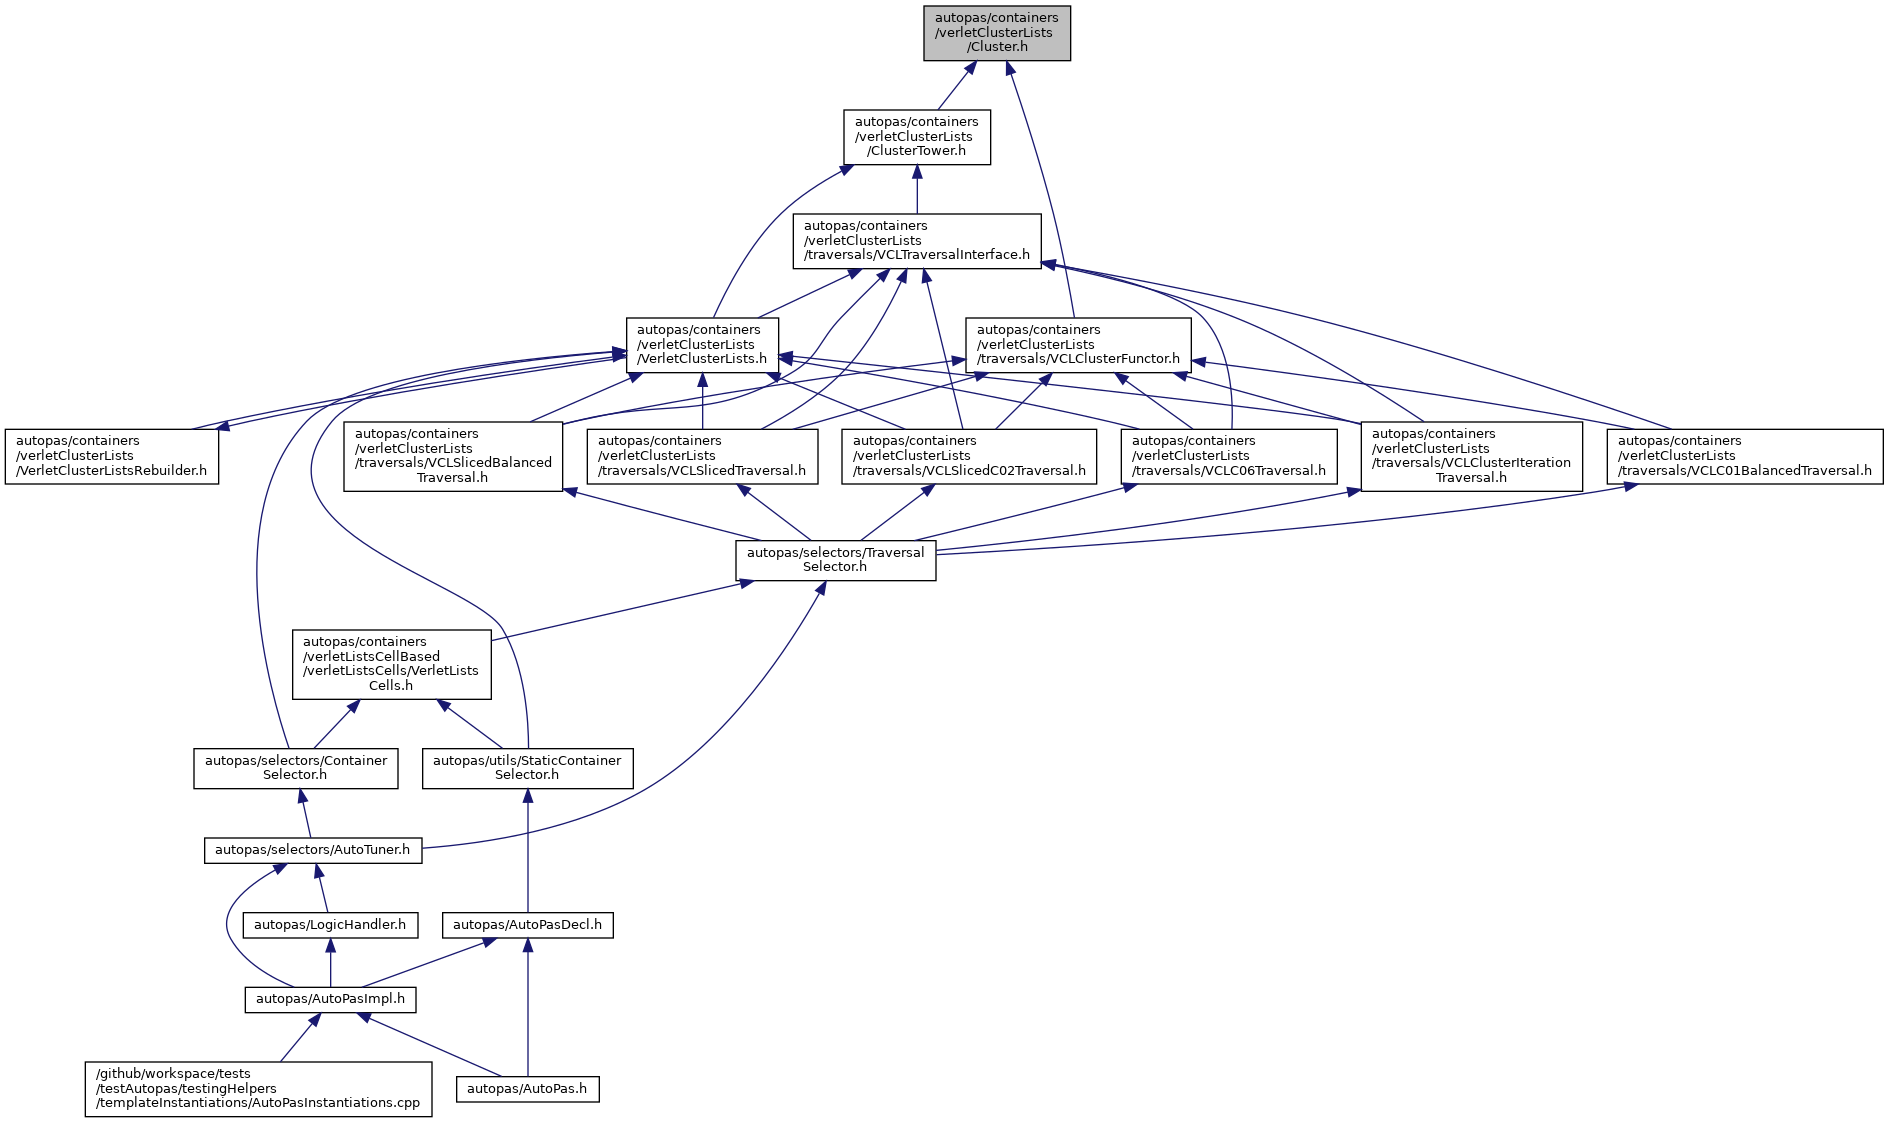 autopas/containers
/verletClusterLists
/Cluster.h
autopas/containers
/verletClusterLists
/ClusterTower.h
autopas/containers
/verletClusterLists
/traversals/VCLTraversalInterface.h
autopas/containers
/verletClusterLists
/VerletClusterLists.h
autopas/containers
/verletClusterLists
/traversals/VCLClusterFunctor.h
autopas/containers
/verletClusterLists
/VerletClusterListsRebuilder.h
autopas/containers
/verletClusterLists
/traversals/VCLSlicedBalanced
Traversal.h
autopas/containers
/verletClusterLists
/traversals/VCLSlicedTraversal.h
autopas/containers
/verletClusterLists
/traversals/VCLSlicedC02Traversal.h
autopas/containers
/verletClusterLists
/traversals/VCLC06Traversal.h
autopas/containers
/verletClusterLists
/traversals/VCLClusterIteration
Traversal.h
autopas/containers
/verletClusterLists
/traversals/VCLC01BalancedTraversal.h
autopas/selectors/Traversal
Selector.h
autopas/containers
/verletListsCellBased
/verletListsCells/VerletLists
Cells.h
autopas/selectors/Container
Selector.h
autopas/utils/StaticContainer
Selector.h
autopas/selectors/AutoTuner.h
autopas/LogicHandler.h
autopas/AutoPasDecl.h
autopas/AutoPasImpl.h
/github/workspace/tests
/testAutopas/testingHelpers
/templateInstantiations/AutoPasInstantiations.cpp
autopas/AutoPas.h